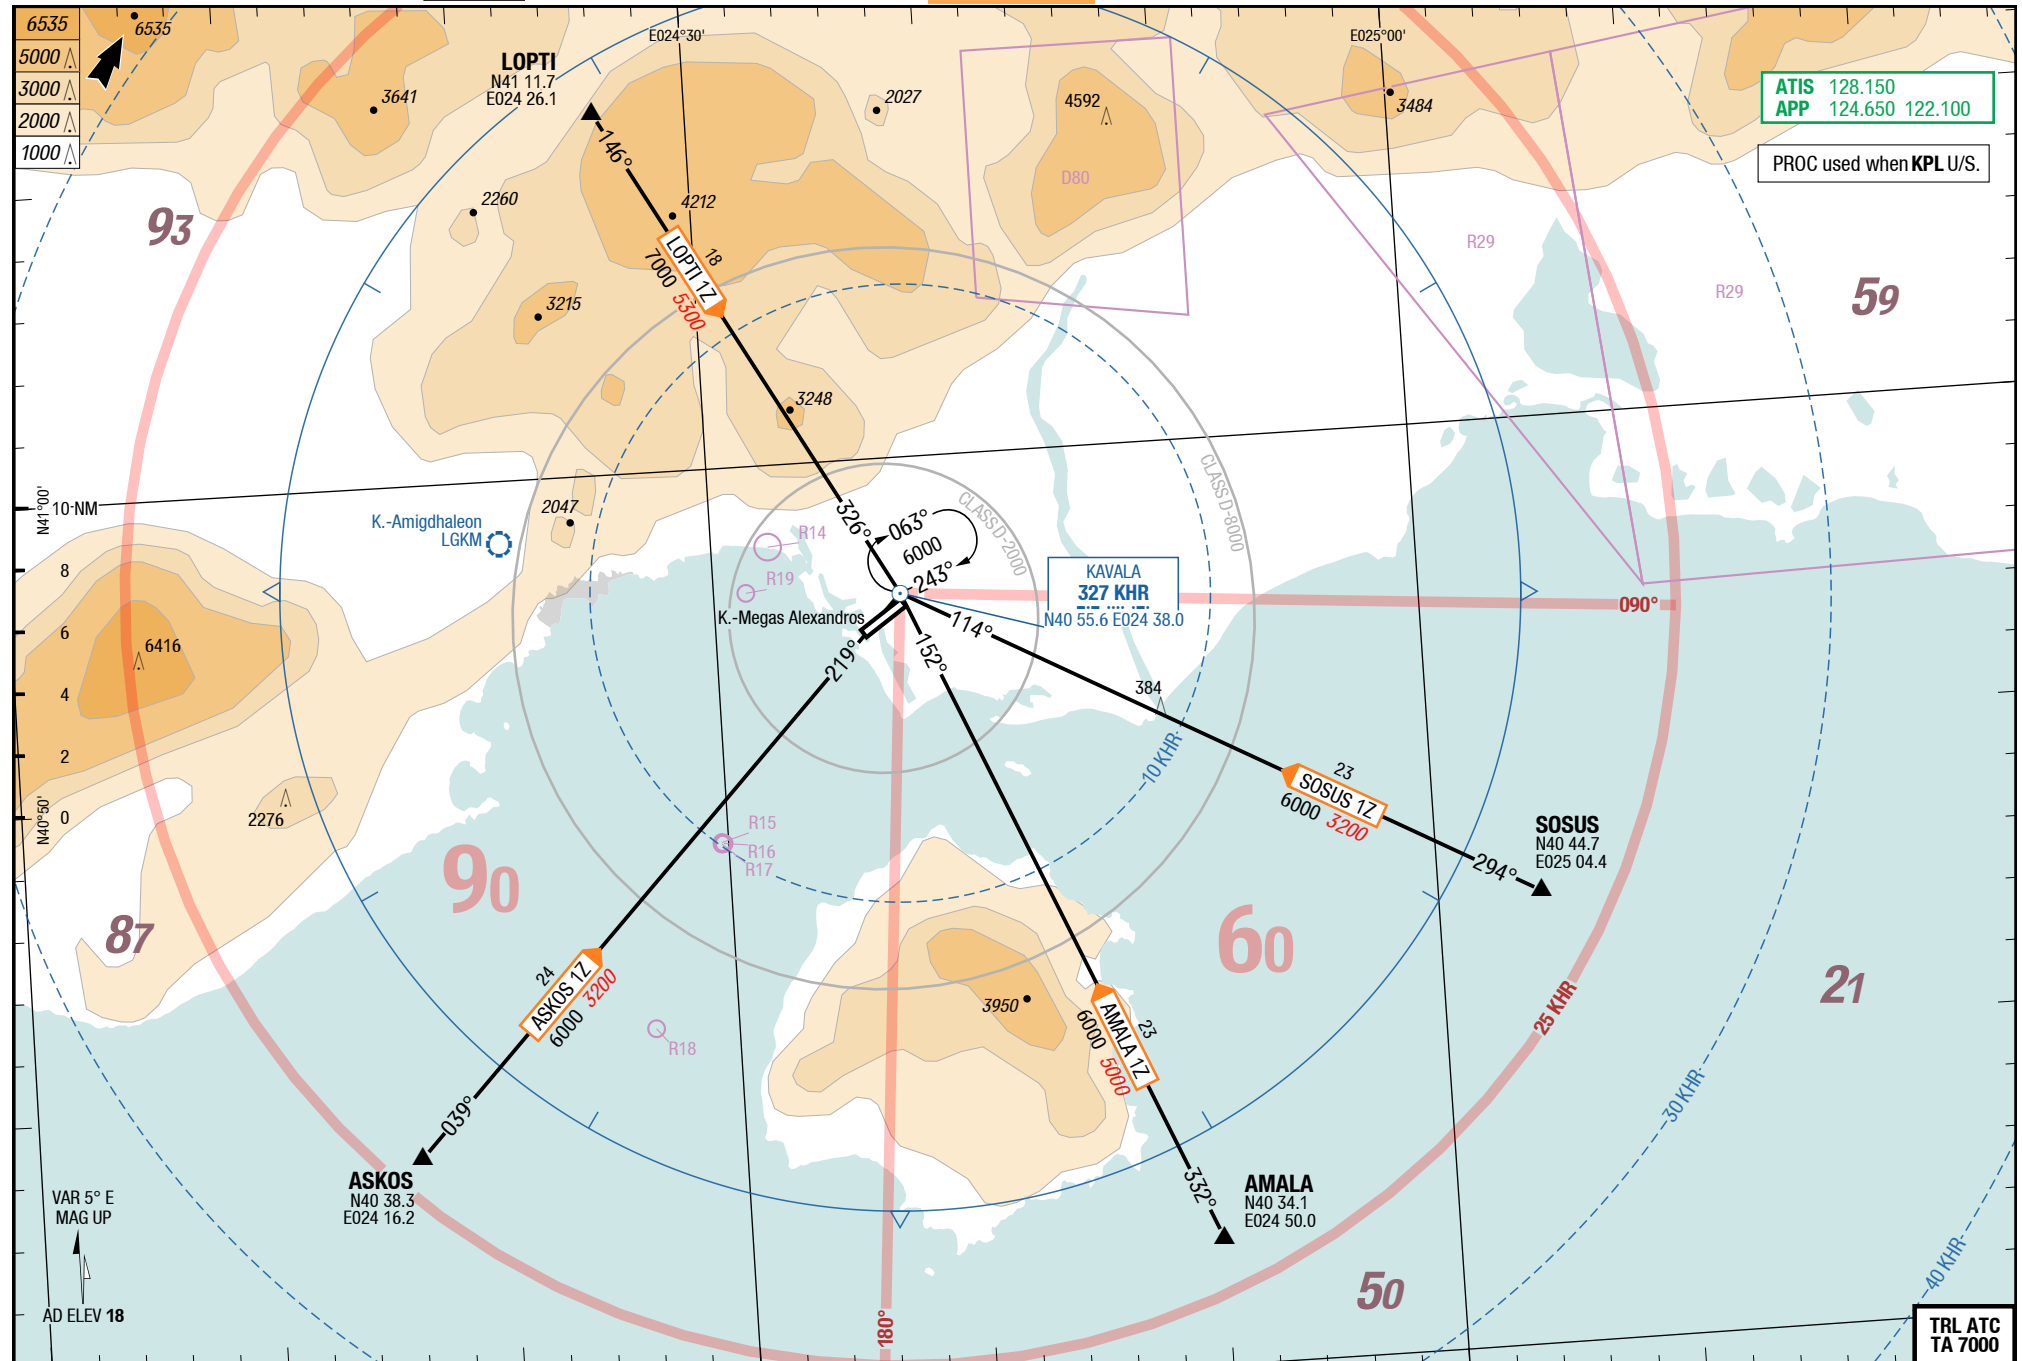 6535
5000
3000
2000
1000
6535
3641
LOPTI
N41 11.7
E024 26.1
E024°30'
2027
4592
D80
E025°00'
3484
ATIS 128.150
APP 124.650 122.100
PROC used when KPL U/S.
93
2260
146°
4212
18
LOPTI 1Z
7000 5300
3215
3248
R29
R29
59
CLASS D-8000
CLASS D-2000
N41°00'
10 NM
8
6
4
2
0
N40°50'
K.-Amigdhaleon
LGKM
2047
R14
R19
326°
063°
6000
243°
KAVALA
327 KHR
N40 55.6 E024 38.0
K.-Megas Alexandros
090°
219°
152°
114°
6416
384
10 KHR
2276
R15
R16
R17
23
SOSUS 1Z
6000 3200
294°
SOSUS
N40 44.7
E025 04.4
90
60
87
21
24
ASKOS 1Z
6000 3200
R18
3950
23
AMALA 1Z
6000 5000
25 KHR
30 KHR
40 KHR
039°
332°
ASKOS
N40 38.3
E024 16.2
AMALA
N40 34.1
E024 50.0
VAR 5° E
MAG UP
AD ELEV 18
180°
50
TRL ATC
TA 7000